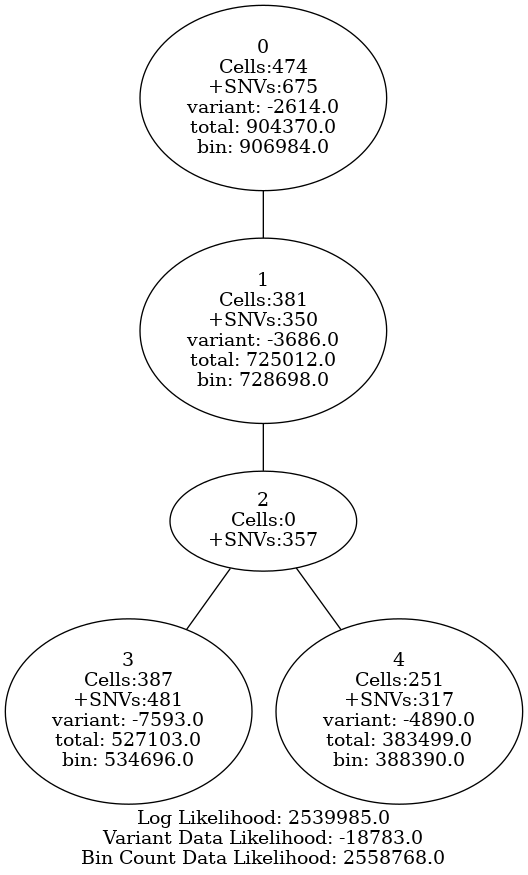 0
Cells:474
+SNVs:675
variant: -2614.0
total: 904370.0
bin: 906984.0
1
Cells:381
+SNVs:350
variant: -3686.0
total: 725012.0
bin: 728698.0
2
Cells:0
+SNVs:357
3
Cells:387
+SNVs:481
variant: -7593.0
total: 527103.0
bin: 534696.0
4
Cells:251
+SNVs:317
variant: -4890.0
total: 383499.0
bin: 388390.0
Log Likelihood: 2539985.0
Variant Data Likelihood: -18783.0
Bin Count Data Likelihood: 2558768.0